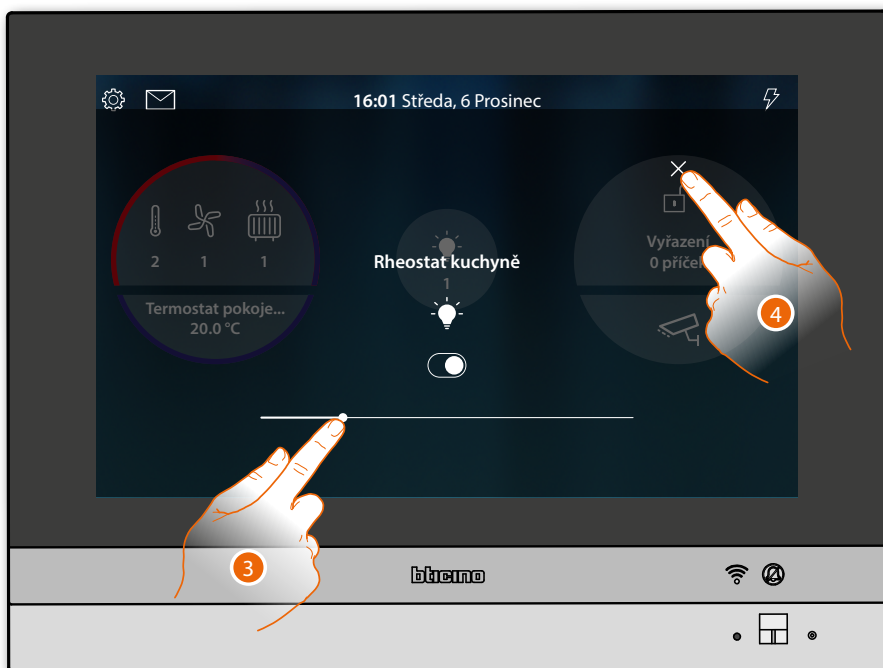 16:01 Středa, 6 Prosinec
2 1 1
Termostat pokoje...
20.0 °C
Rheostat kuchyně
1
Vyřazení
0 příček
4
3
bticino